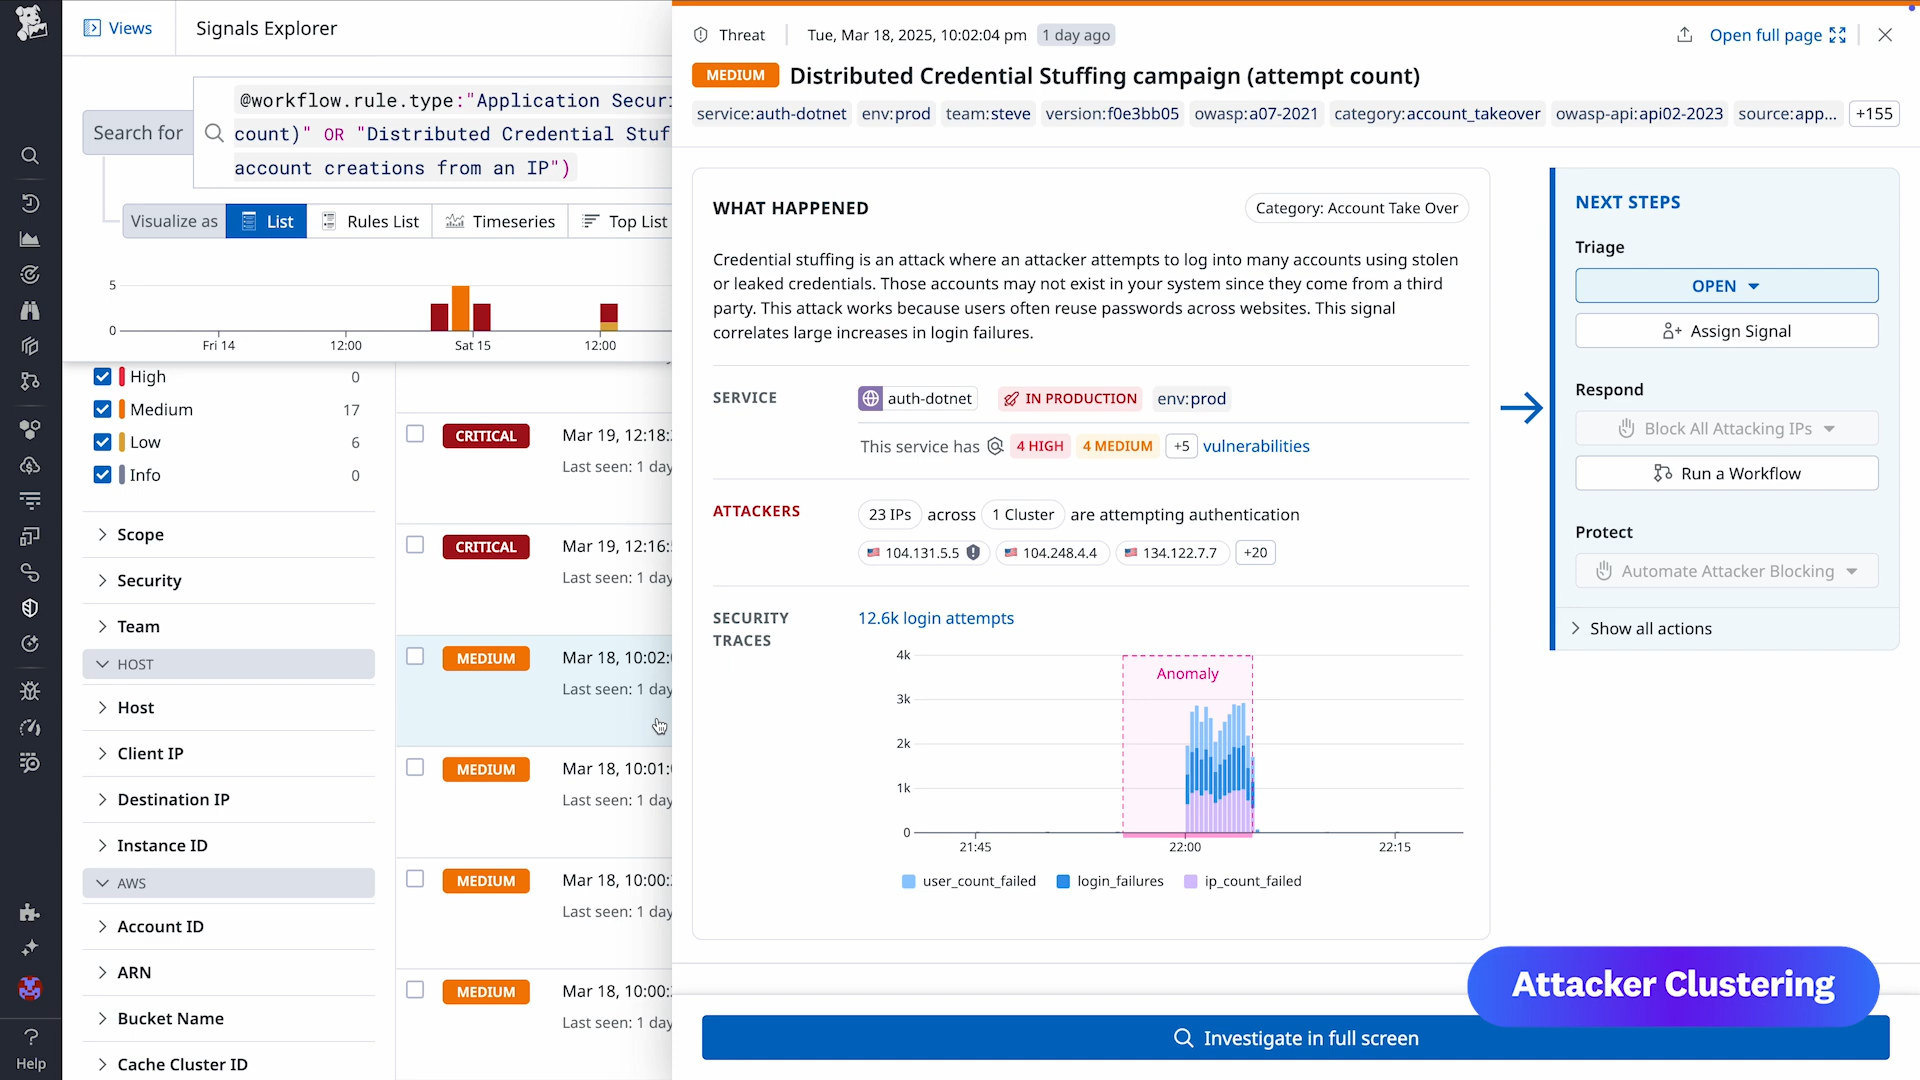 Views
Signals Explorer
Search for
@workflow.rule.type:"Application Securi
count)" OR "Distributed Credential Stuf
account creations from an IP")
Visualize as
List
Rules List
Timeseries
Top List
5
0
Fri 14
12:00
Sat 15
12:00
High
0
Medium
17
Low
6
Info
0
Scope
Security
Team
HOST
Host
Client IP
Destination IP
Instance ID
AWS
Account ID
ARN
Bucket Name
Cache Cluster ID
Help
CRITICAL
Mar 19, 12:18:
Last seen: 1 day
CRITICAL
Mar 19, 12:16:
Last seen: 1 day
MEDIUM
Mar 18, 10:02:
Last seen: 1 day
MEDIUM
Mar 18, 10:01:
Last seen: 1 day
MEDIUM
Mar 18, 10:00:
Last seen: 1 day
MEDIUM
Mar 18, 10:00:
Last seen: 1 day
Threat
Tue, Mar 18, 2025, 10:02:04 pm
1 day ago
Open full page
MEDIUM
Distributed Credential Stuffing campaign (attempt count)
service:auth-dotnet
env:prod
team:steve
version:f0e3bb05
owasp:a07-2021
category:account_takeover
owasp-api:api02-2023
source:app...
+155
WHAT HAPPENED
Category: Account Take Over
Credential stuffing is an attack where an attacker attempts to log into many accounts using stolen
or leaked credentials. Those accounts may not exist in your system since they come from a third
party. This attack works because users often reuse passwords across websites. This signal
correlates large increases in login failures.
SERVICE
auth-dotnet
IN PRODUCTION
env:prod
This service has
4 HIGH
4 MEDIUM
+5
vulnerabilities
ATTACKERS
23 IPs across 1 Cluster are attempting authentication
104.131.5.5
104.248.4.4
134.122.7.7
+20
SECURITY
TRACES
12.6k login attempts
4k
3k
2k
1k
0
Anomaly
21:45
22:00
22:15
user_count_failed
login_failures
ip_count_failed
NEXT STEPS
Triage
OPEN
Assign Signal
Respond
Block All Attacking IPs
Run a Workflow
Protect
Automate Attacker Blocking
Show all actions
Attacker Clustering
Investigate in full screen